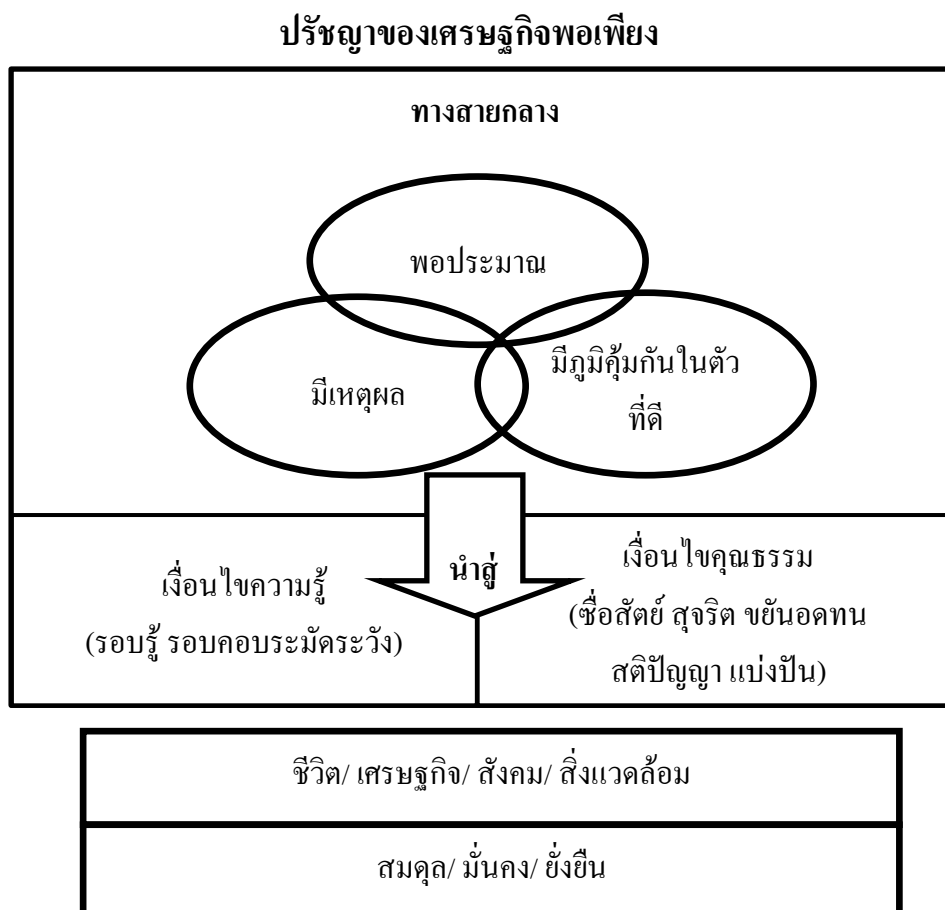 ปรัชญาของเศรษฐกิจพอเพียง
ทางสายกลาง
พอประมาณ
มีเหตุผล
มีภูมิคุ้มกันในตัว
ที่ดี
นำสู่
เงื่อนไขความรู้
(รอบรู้ รอบคอบระมัดระวัง)
เงื่อนไขคุณธรรม
(ซื่อสัตย์ สุจริต ขยันอดทน
สติปัญญา แบ่งปัน)
ชีวิต/ เศรษฐกิจ/ สังคม/ สิ่งแวดล้อม
สมดุล/ มั่นคง/ ยั่งยืน